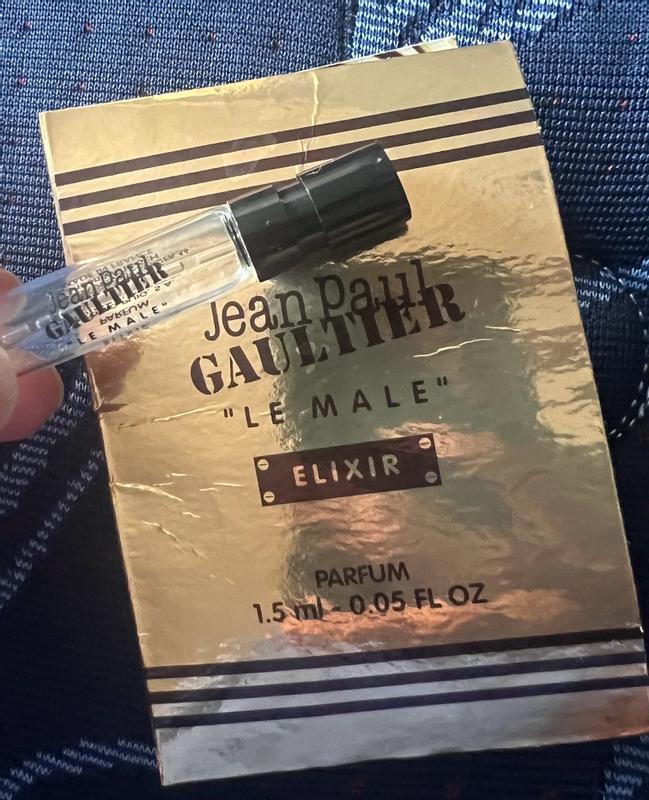 Jean Paul
GAULTIER
"LE MALE"
Jean Paul
GAULTIER
"LE MALE"
ELIXIR
PARFUM
1.5 ml - 0.05 FL OZ